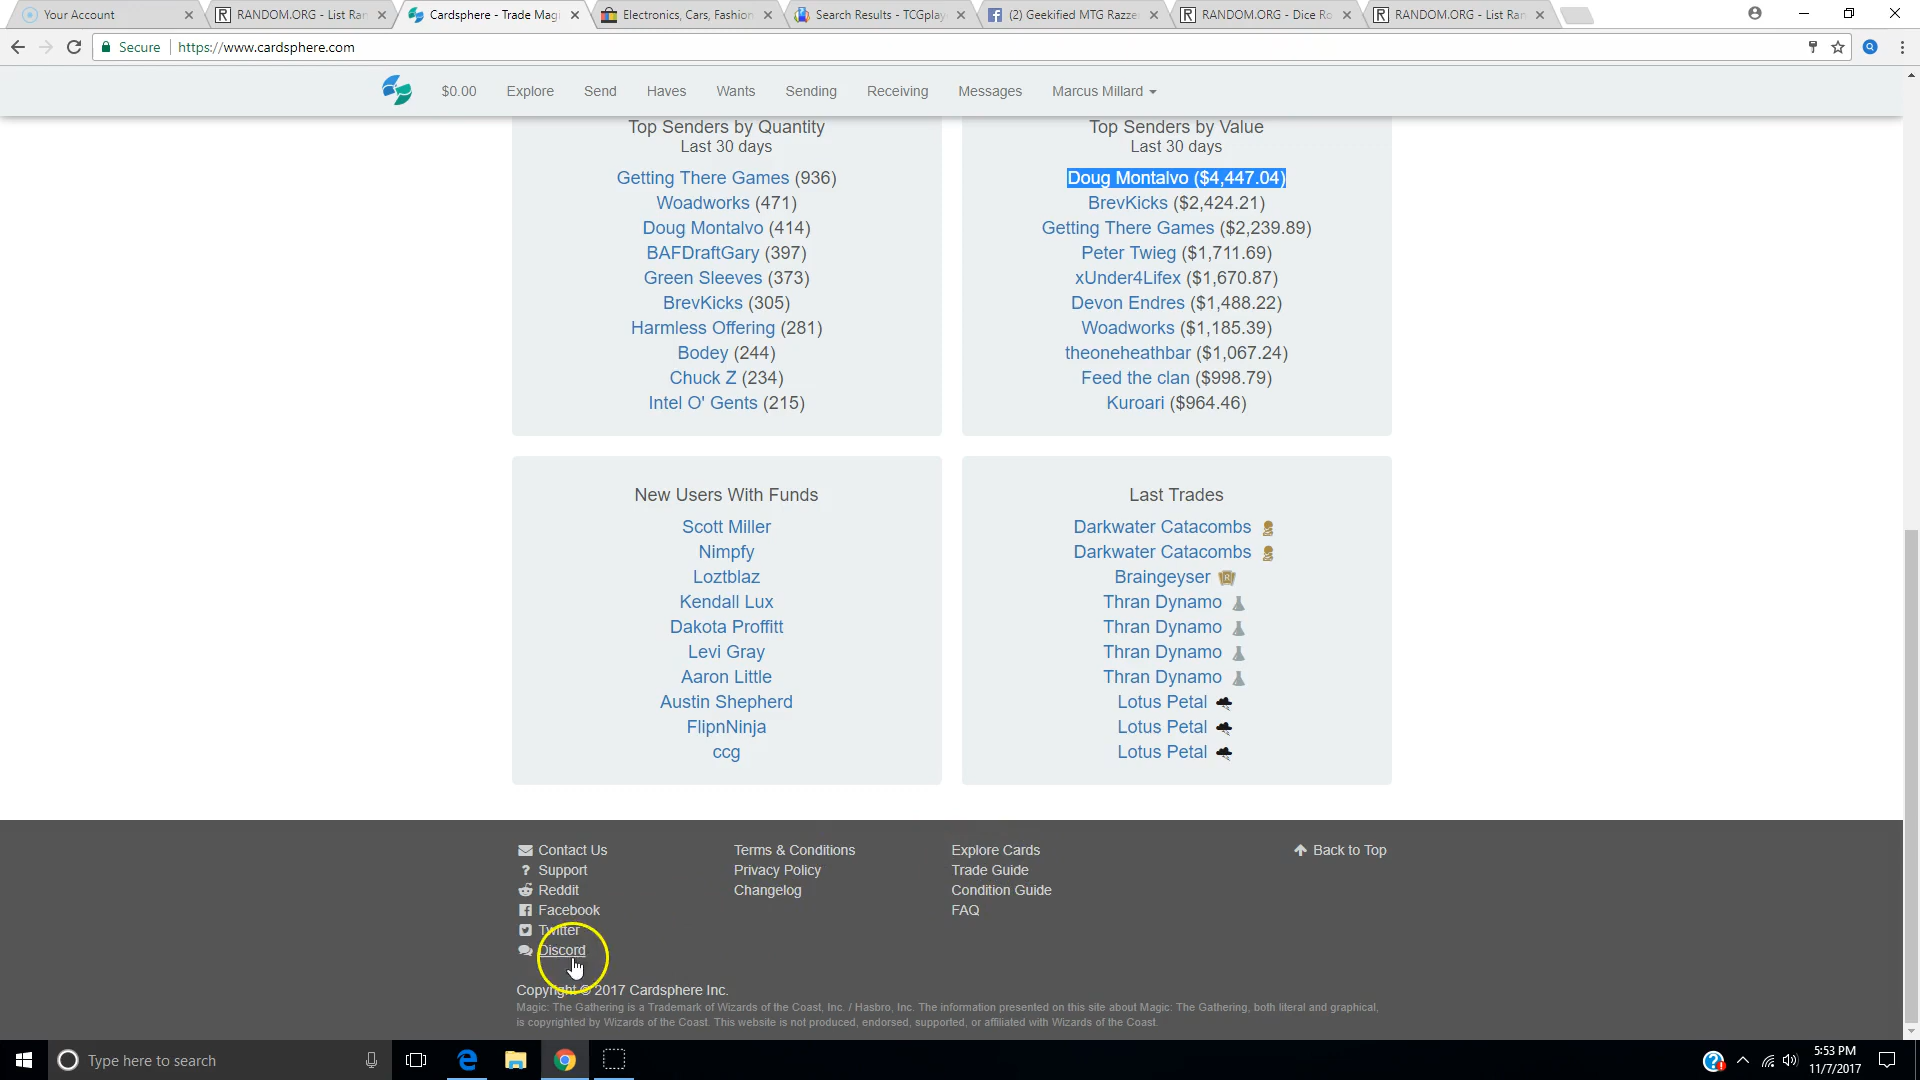 Your Account
RANDOM.ORG - List Ran
Cardsphere - Trade Magi
Electronics, Cars, Fashion
Search Results - TCGplay
(2) Geekified MTG Razze
RANDOM.ORG - Dice Ro
RANDOM.ORG - List Ran
Secure
https://www.cardsphere.com
$0.00
Explore
Send
Haves
Wants
Sending
Receiving
Messages
Marcus Millard
Top Senders by Quantity
Last 30 days
Getting There Games (936)
Woadworks (471)
Doug Montalvo (414)
BAFDraftGary (397)
Green Sleeves (373)
BrevKicks (305)
Harmless Offering (281)
Bodey (244)
Chuck Z (234)
Intel O' Gents (215)
Top Senders by Value
Last 30 days
Doug Montalvo ($4,447.04)
BrevKicks ($2,424.21)
Getting There Games ($2,239.89)
Peter Twieg ($1,711.69)
xUnder4Lifex ($1,670.87)
Devon Endres ($1,488.22)
Woadworks ($1,185.39)
theoneheathbar ($1,067.24)
Feed the clan ($998.79)
Kuroari ($964.46)
New Users With Funds
Scott Miller
Nimpfy
Loztblaz
Kendall Lux
Dakota Proffitt
Levi Gray
Aaron Little
Austin Shepherd
FlipnNinja
ccg
Last Trades
Darkwater Catacombs
Darkwater Catacombs
Braingeyser
Thran Dynamo
Thran Dynamo
Thran Dynamo
Thran Dynamo
Lotus Petal
Lotus Petal
Lotus Petal
Contact Us
Support
Reddit
Facebook
Twitter
Discord
Terms & Conditions
Privacy Policy
Changelog
Explore Cards
Trade Guide
Condition Guide
FAQ
Back to Top
Copyright © 2017 Cardsphere Inc.
Magic: The Gathering is a Trademark of Wizards of the Coast, Inc. / Hasbro, Inc. The information presented on this site about Magic: The Gathering, both literal and graphical,
is copyrighted by Wizards of the Coast. This website is not produced, endorsed, supported, or affiliated with Wizards of the Coast.
Type here to search
5:53 PM
11/7/2017